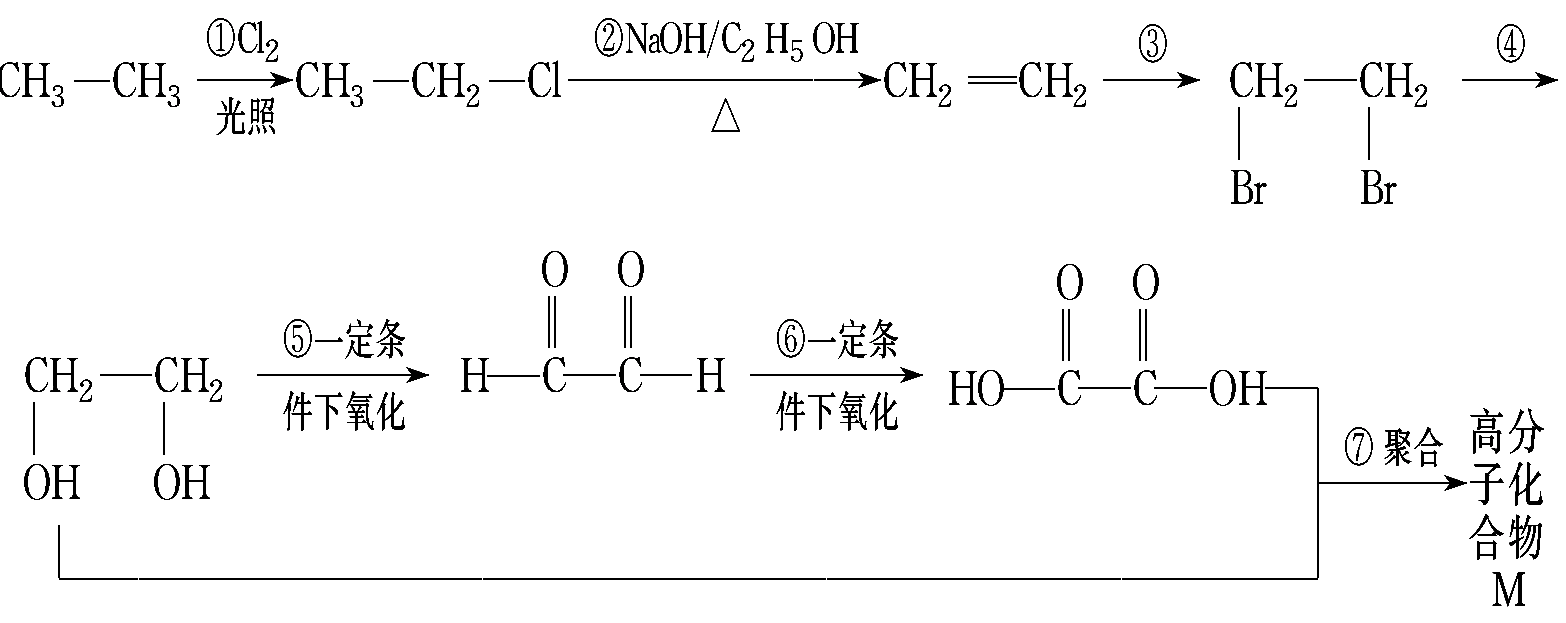 ①Cl₂ ②NaOH/C₂H₅OH ③ ④
CH₃—CH₃ CH₃—CH₂—Cl CH₂═CH₂ CH₂—CH₂
光照 △
Br Br
O O O O
⑤一定条 ⑥一定条
CH₂—CH₂ H—C—C—H HO—C—C—OH
件下氧化 件下氧化
OH OH
⑦聚合
高分
子化
合物
M